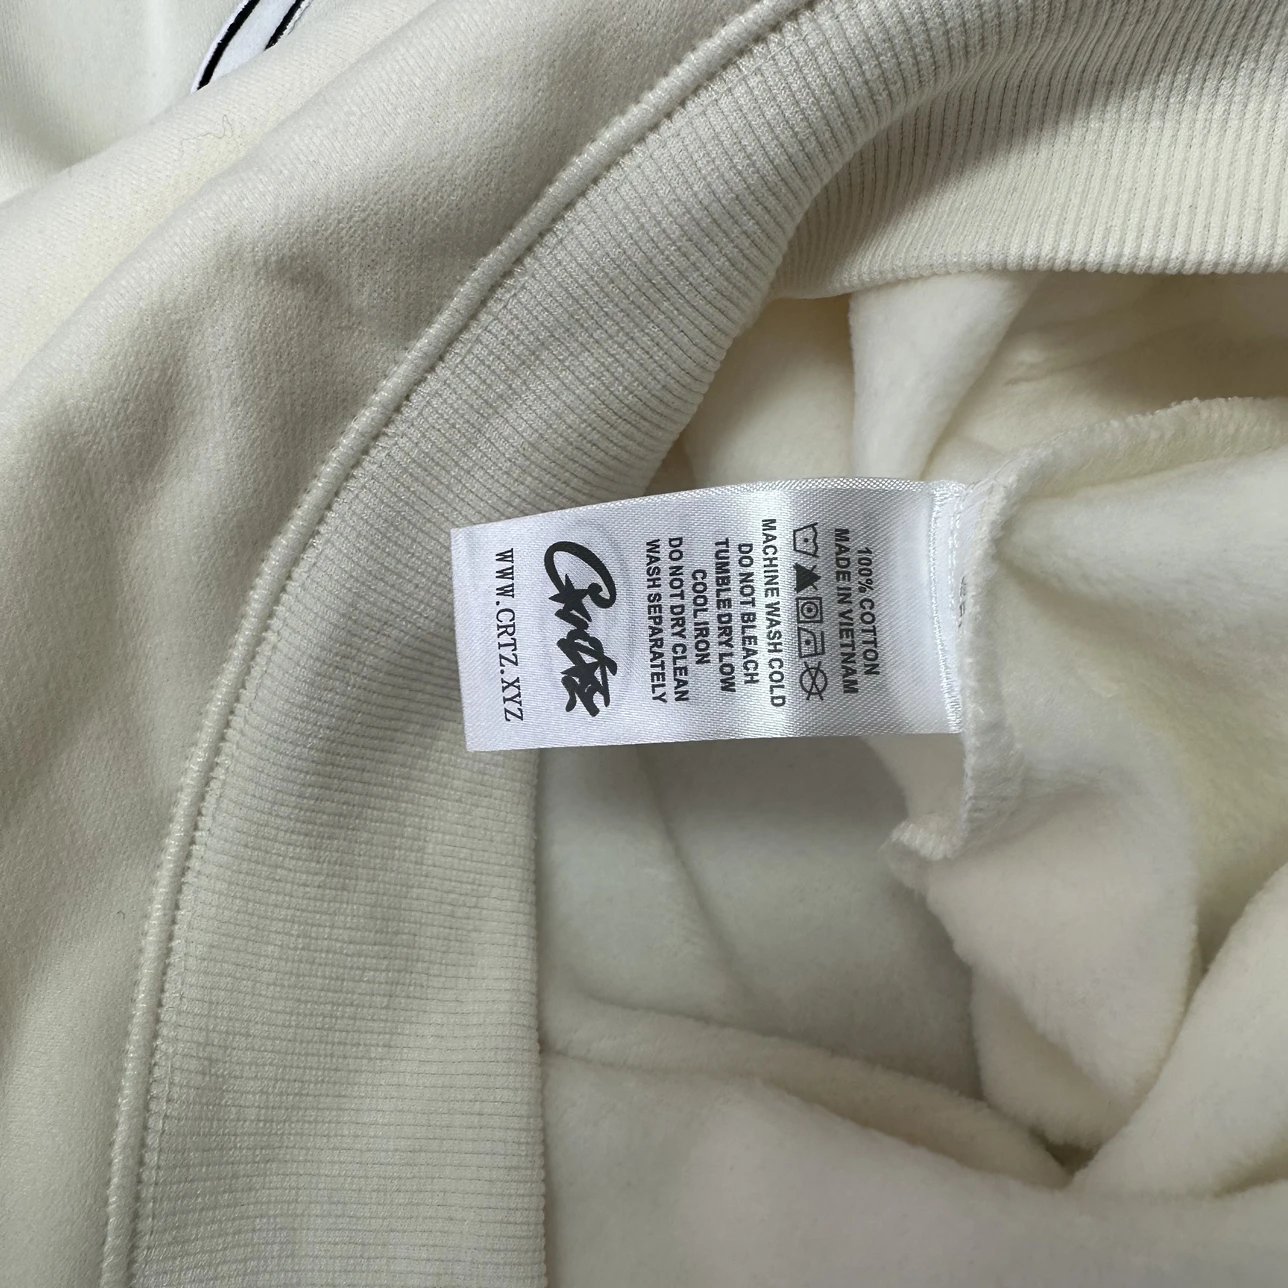 100% COTTON
MADE IN VIETNAM
MACHINE WASH COLD
DO NOT BLEACH
TUMBLE DRY LOW
COOL IRON
DO NOT DRY CLEAN
WASH SEPARATELY
Corteiz
WWW.CRTZ.XYZ